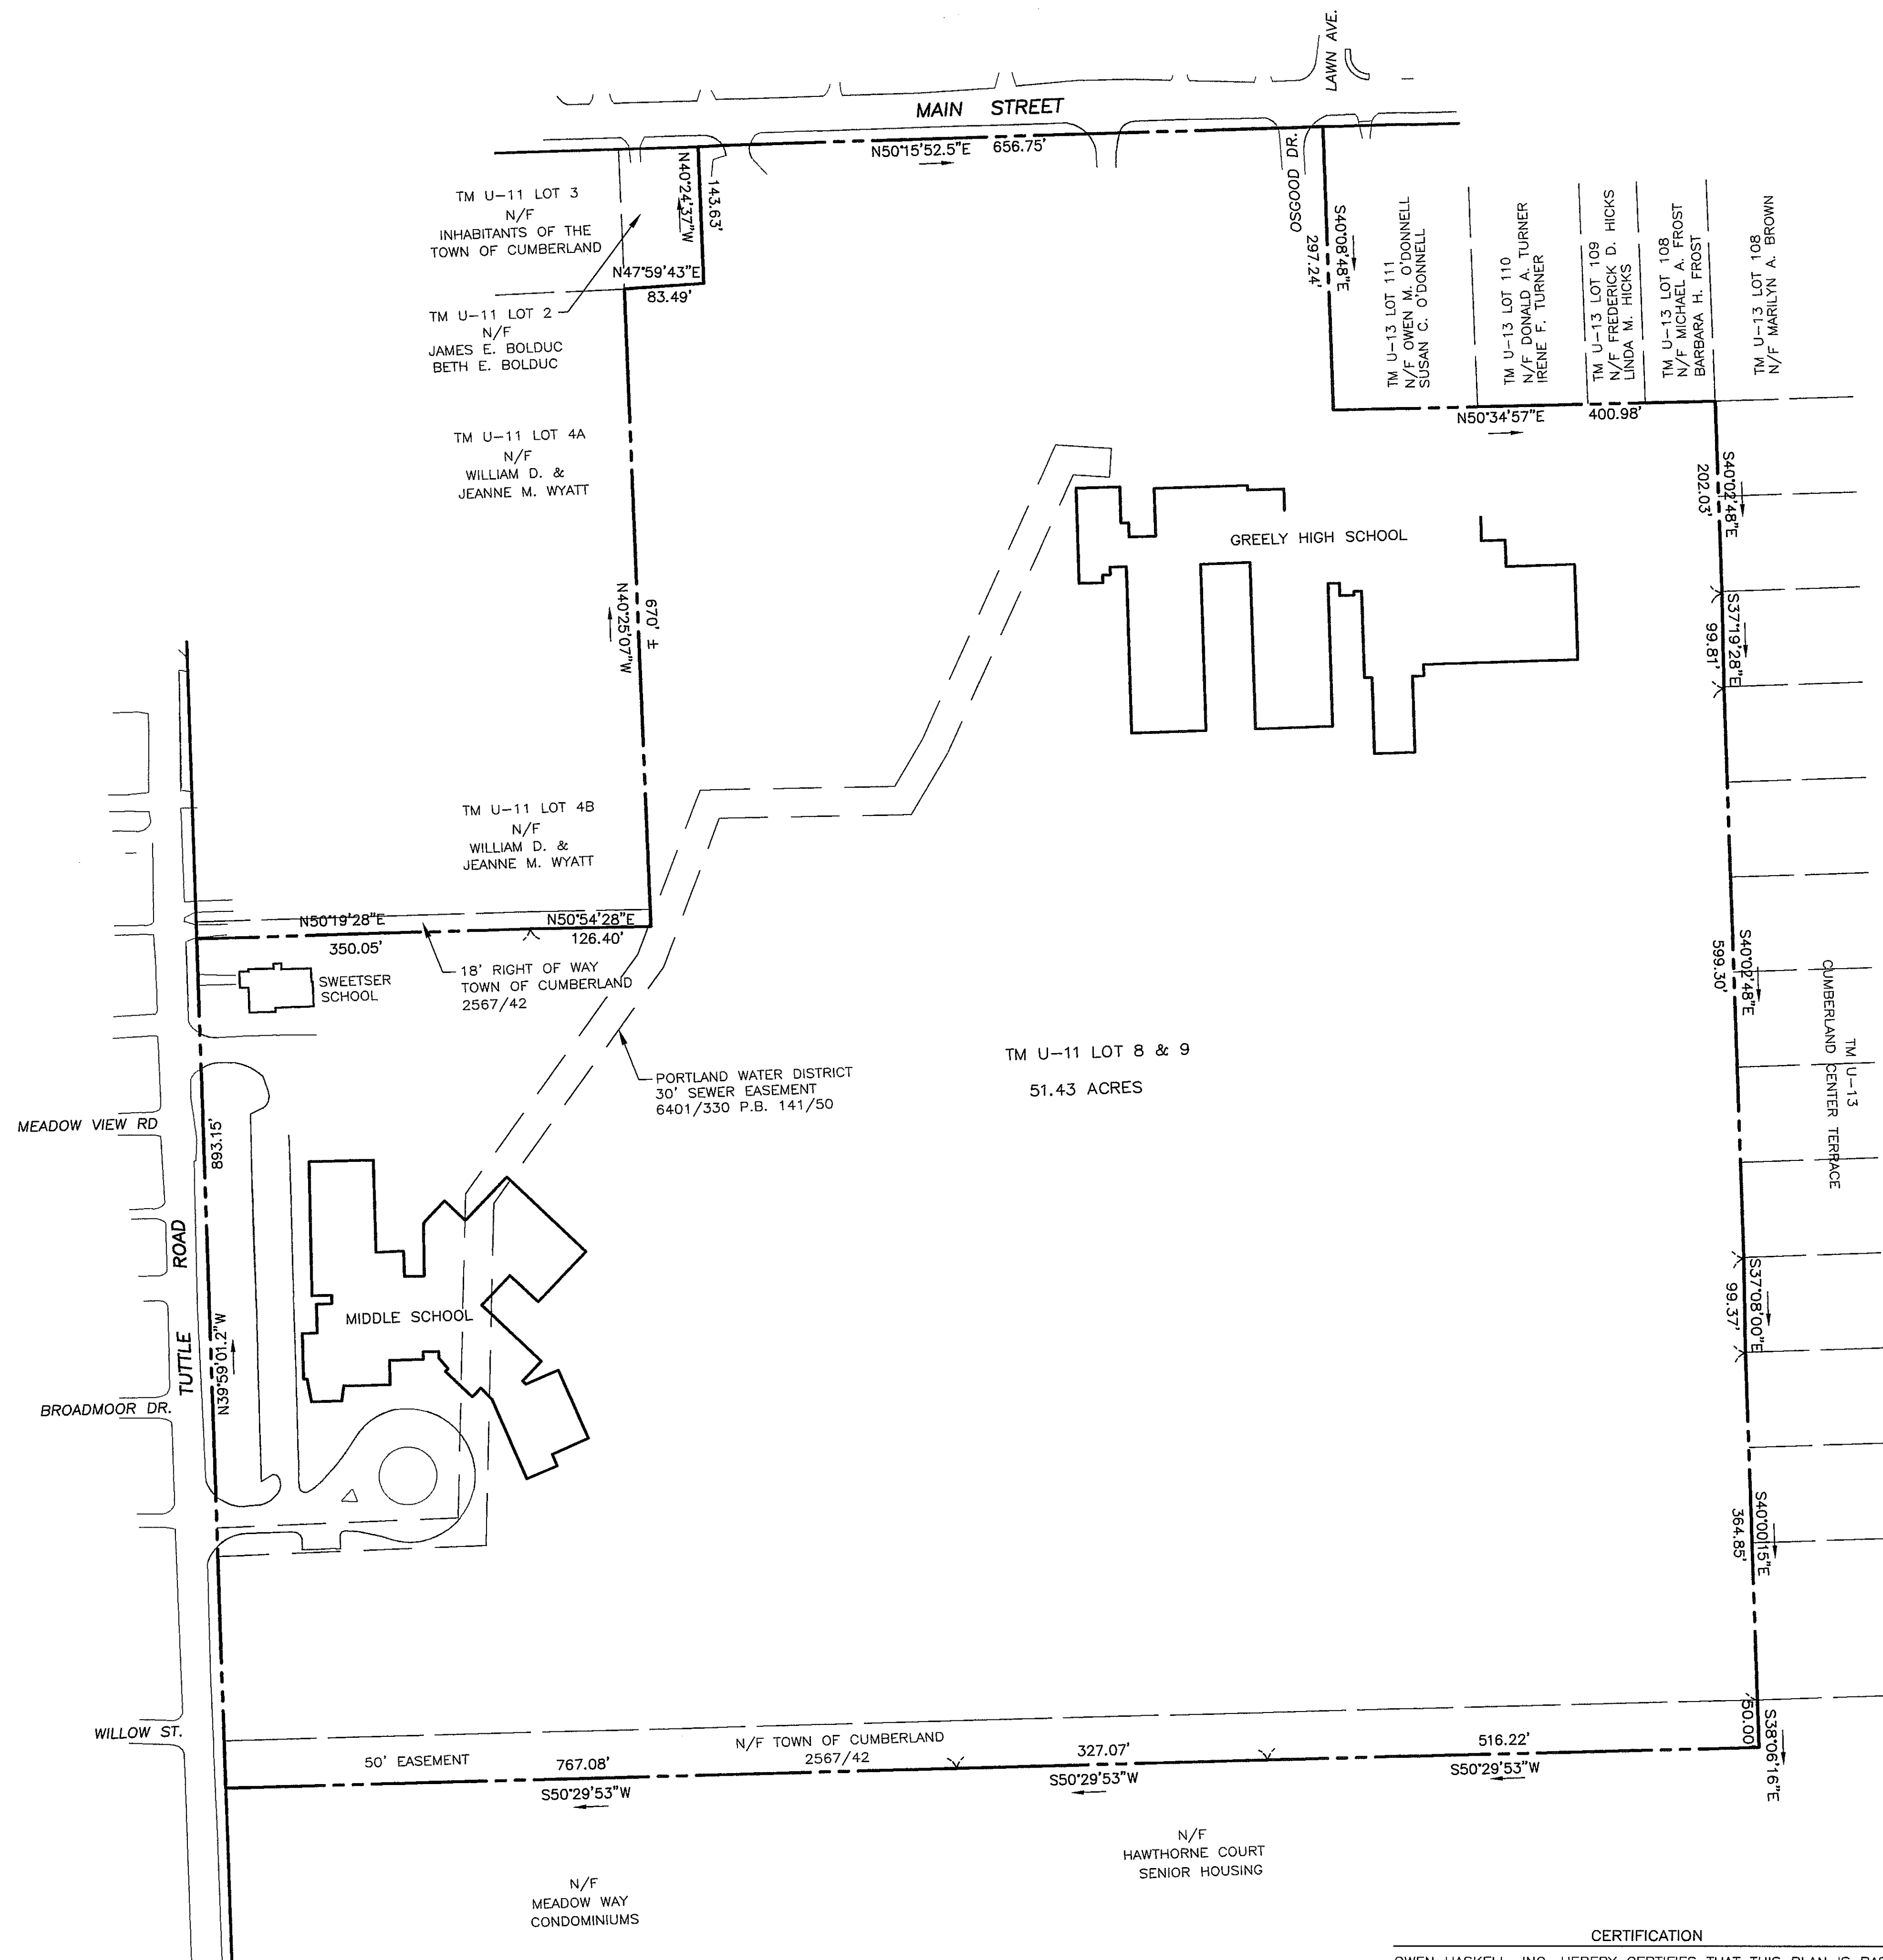 LAWN AVE.
MAIN STREET
N50°15'52.5"E 656.75'
OSGOOD DR.
TM U-11 LOT 3
N/F
INHABITANTS OF THE
TOWN OF CUMBERLAND
N40°24'37"W
143.63'
N47°59'43"E
83.49'
TM U-11 LOT 2
N/F
JAMES E. BOLDUC
BETH E. BOLDUC
S40°08'48"E
297.24'
TM U-13 LOT 111
N/F OWEN M. O'DONNELL
SUSAN C. O'DONNELL
TM U-13 LOT 110
N/F DONALD A. TURNER
IRENE F. TURNER
TM U-13 LOT 109
N/F FREDERICK D. HICKS
LINDA M. HICKS
TM U-13 LOT 108
N/F MICHAEL A. FROST
BARBARA H. FROST
TM U-13 LOT 108
N/F MARILYN A. BROWN
N50°34'57"E 400.98'
TM U-11 LOT 4A
N/F
WILLIAM D. &
JEANNE M. WYATT
S40°02'48"E
202.03'
GREELY HIGH SCHOOL
670' ±
N40°25'07"W
S37°19'28"E
99.81'
TM U-11 LOT 4B
N/F
WILLIAM D. &
JEANNE M. WYATT
N50°19'28"E
350.05'
N50°54'28"E
126.40'
18' RIGHT OF WAY
TOWN OF CUMBERLAND
2567/42
SWEETSER
SCHOOL
S40°02'48"E
599.30'
TM U-13
CUMBERLAND CENTER TERRACE
TM U-11 LOT 8 & 9
51.43 ACRES
PORTLAND WATER DISTRICT
30' SEWER EASEMENT
6401/330 P.B. 141/50
MEADOW VIEW RD
893.15'
TUTTLE ROAD
N39°59'01.2"W
MIDDLE SCHOOL
BROADMOOR DR.
S37°08'00"E
99.37'
S40°00'15"E
364.85'
WILLOW ST.
50' EASEMENT
767.08'
S50°29'53"W
N/F TOWN OF CUMBERLAND
2567/42
327.07'
S50°29'53"W
516.22'
S50°29'53"W
50.00'
S38°06'16"E
N/F
HAWTHORNE COURT
SENIOR HOUSING
N/F
MEADOW WAY
CONDOMINIUMS
CERTIFICATION